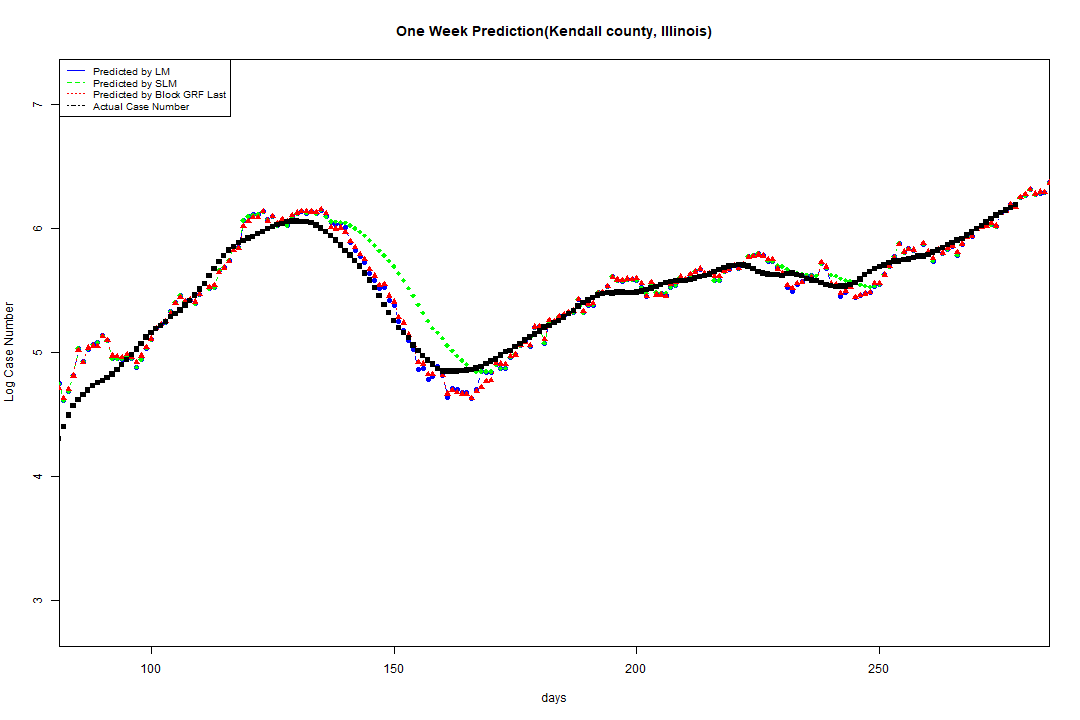 One Week Prediction(Kendall county, Illinois)
Predicted by LM
Predicted by SLM
Predicted by Block GRF Last
Actual Case Number
7
6
5
4
3
Log Case Number
100 150 200 250
days